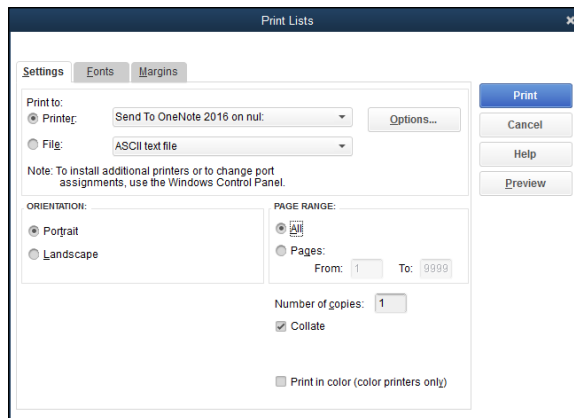 Print Lists
Settings Fonts Margins
Print to:
Printer: Send To OneNote 2016 on nul: Options...
File: ASCII text file
Note: To install additional printers or to change port
assignments, use the Windows Control Panel.
ORIENTATION:
Portrait
Landscape
PAGE RANGE:
All
Pages:
From: 1 To: 9999
Number of copies: 1
Collate
Print in color (color printers only)
Print
Cancel
Help
Preview